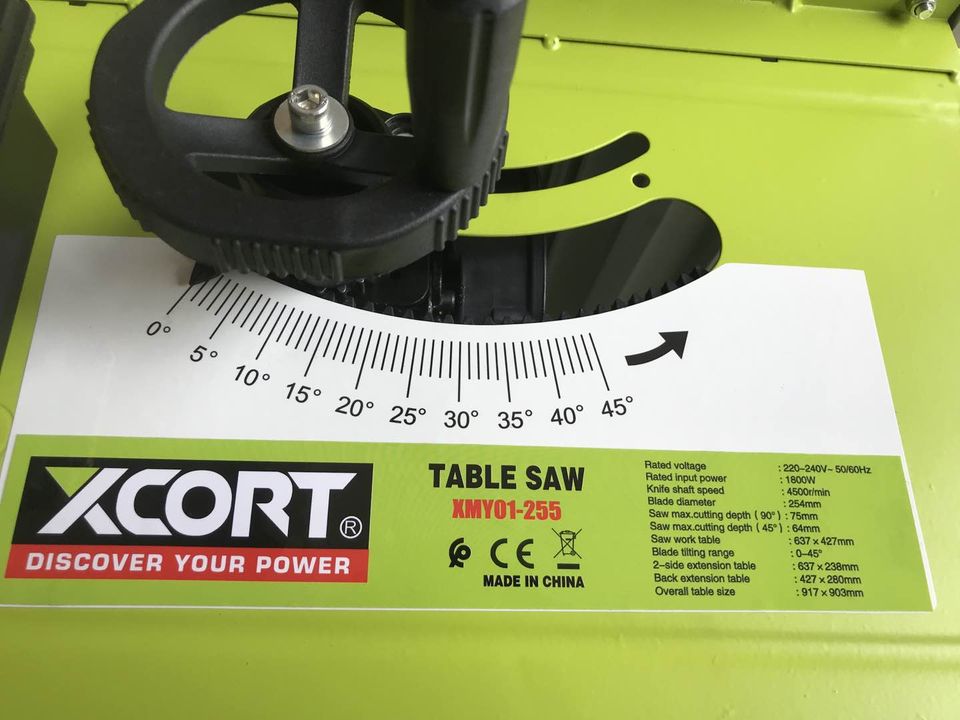 0° 5° 10° 15° 20° 25° 30° 35° 40° 45°
XCORT®
DISCOVER YOUR POWER
TABLE SAW
XMY01-255
CE
MADE IN CHINA
Rated voltage : 220-240V~ 50/60Hz
Rated input power : 1800W
Knife shaft speed : 4500r/min
Blade diameter : 254mm
Saw max.cutting depth ( 90° ) : 75mm
Saw max.cutting depth ( 45° ) : 64mm
Saw work table : 637×427mm
Blade tilting range : 0-45°
2-side extension table : 637×238mm
Back extension table : 427×280mm
Overall table size : 917×903mm